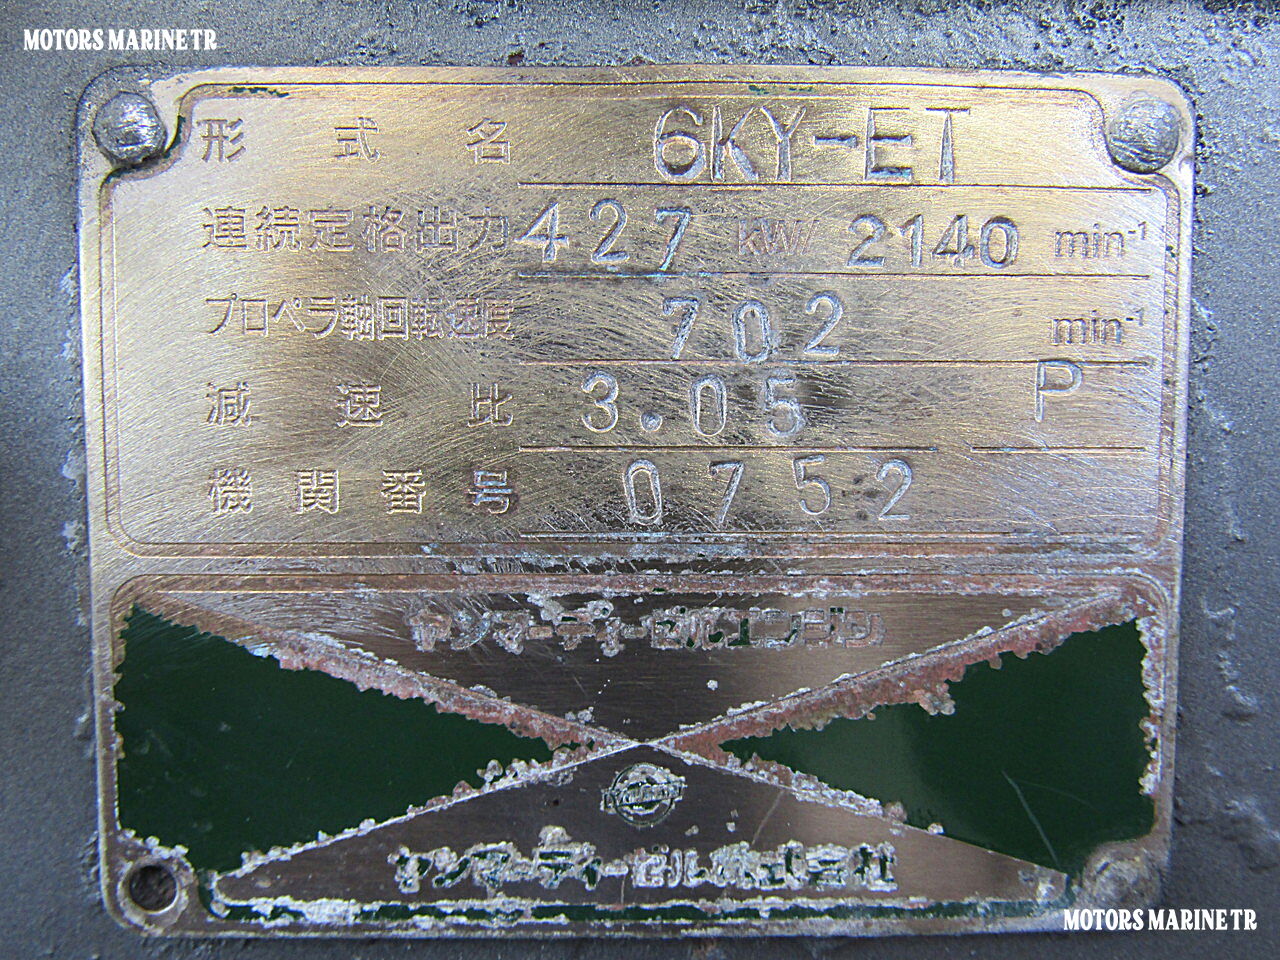 MOTORS MARINE TR
形式名 6KY-ET
連続定格出力 427 kW/ 2140 min-1
プロペラ軸回転速度 702 min-1
減速比 3.05 P
機関番号 0752
ヤンマーディーゼルエンジン
YANMAR
ヤンマーディーゼル株式会社
MOTORS MARINE TR